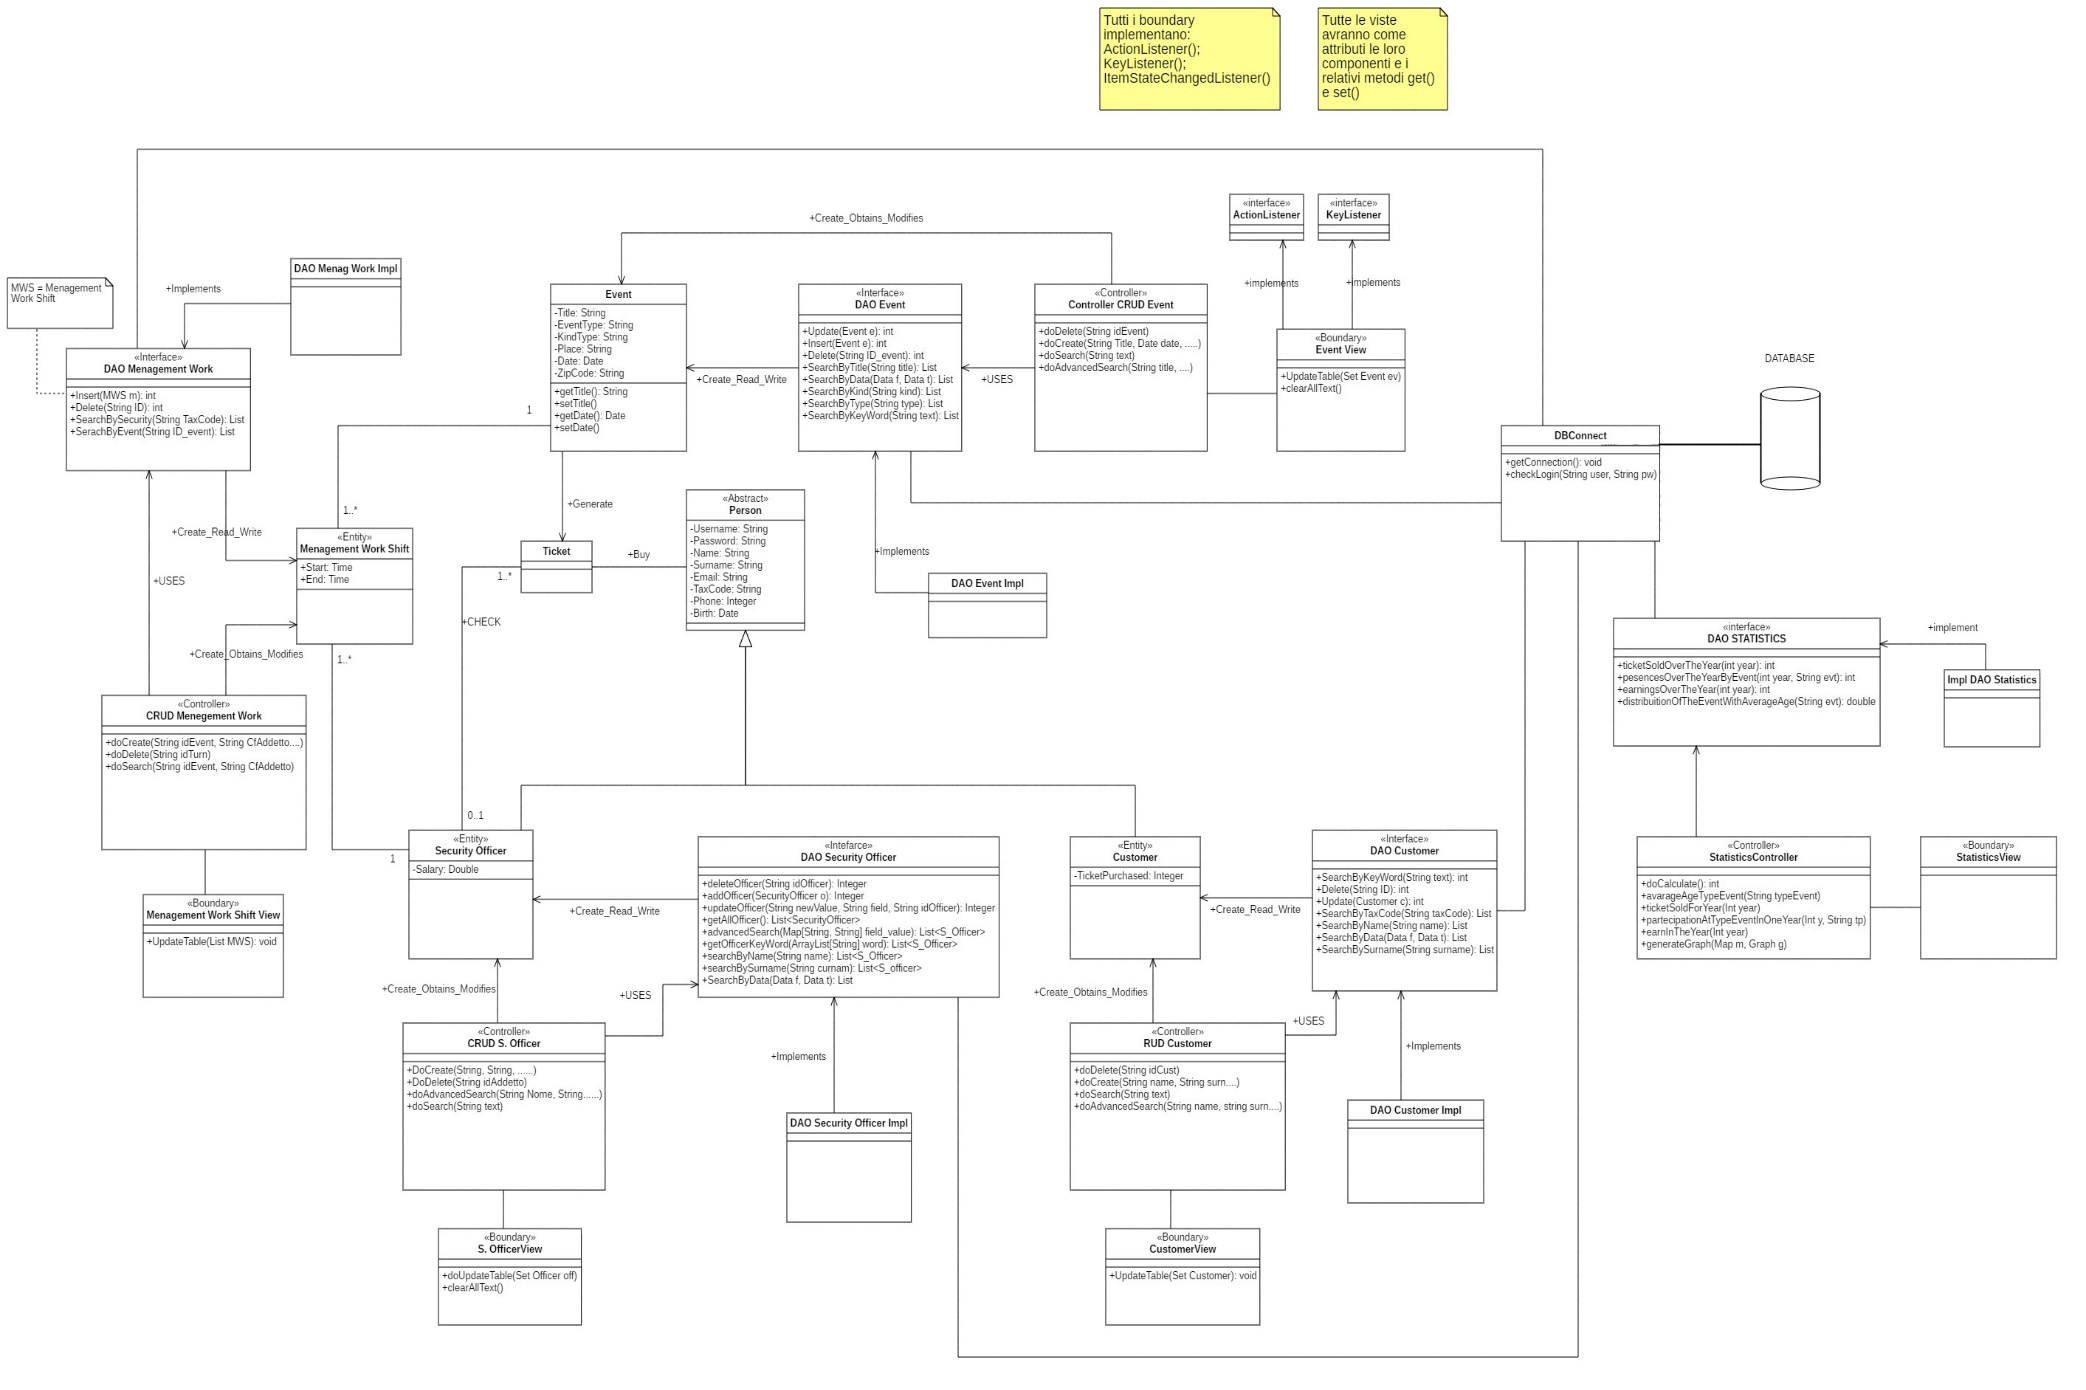 Tutti i boundary
implementano:
ActionListener();
KeyListener();
ItemStateChangedListener()
Tutte le viste
avranno come
attributi le loro
componenti e i
relativi metodi get()
e set()
+Create_Obtains_Modifies
«interface»
ActionListener
«interface»
KeyListener
+implements
+implements
MWS = Menagement
Work Shift
+Implements
DAO Menag Work Impl
«Interface»
DAO Menagement Work
+Insert(MWS m): int
+Delete(String ID): int
+SearchBySecurity(String TaxCode): List
+SerachByEvent(String ID_event): List
Event
-Title: String
-EventType: String
-KindType: String
-Place: String
-Date: Date
-ZipCode: String
+getTitle(): String
+setTitle()
+getDate(): Date
+setDate()
+Create_Read_Write
«Interface»
DAO Event
+Update(Event e): int
+Insert(Event e): int
+Delete(String ID_event): int
+SearchByTitle(String title): List
+SearchByData(Data f, Data t): List
+SearchByKind(String kind): List
+SearchByType(String type): List
+SearchByKeyWord(String text): List
+USES
«Controller»
Controller CRUD Event
+doDelete(String idEvent)
+doCreate(String Title, Date date, .....)
+doSearch(String text)
+doAdvancedSearch(String title, ....)
«Boundary»
Event View
+UpdateTable(Set Event ev)
+clearAllText()
DATABASE
DBConnect
+getConnection(): void
+checkLogin(String user, String pw)
1
1..*
+Generate
+Create_Read_Write
+USES
«Entity»
Menagement Work Shift
+Start: Time
+End: Time
Ticket
1..*
+Buy
+CHECK
«Abstract»
Person
-Username: String
-Password: String
-Name: String
-Surname: String
-Email: String
-TaxCode: String
-Phone: Integer
-Birth: Date
+Implements
DAO Event Impl
+Create_Obtains_Modifies
1..*
«interface»
DAO STATISTICS
+ticketSoldOverTheYear(int year): int
+pesencesOverTheYearByEvent(int year, String evt): int
+earningsOverTheYear(int year): int
+distribuitionOfTheEventWithAverageAge(String evt): double
+implement
Impl DAO Statistics
«Controller»
CRUD Menegement Work
+doCreate(String idEvent, String CfAddetto....)
+doDelete(String idTurn)
+doSearch(String idEvent, String CfAddetto)
0..1
1
«Entity»
Security Officer
-Salary: Double
+Create_Read_Write
«Intefarce»
DAO Security Officer
+deleteOfficer(String idOfficer): Integer
+addOfficer(SecurityOfficer o): Integer
+updateOfficer(String newValue, String field, String idOfficer): Integer
+getAllOfficer(): List<SecurityOfficer>
+advancedSearch(Map[String, String] field_value): List<S_Officer>
+getOfficerKeyWord(ArrayList[String] word): List<S_Officer>
+searchByName(String name): List<S_Officer>
+searchBySurname(String curnam): List<S_officer>
+SearchByData(Data f, Data t): List
«Entity»
Customer
-TicketPurchased: Integer
+Create_Read_Write
«Interface»
DAO Customer
+SearchByKeyWord(String text): int
+Delete(String ID): int
+Update(Customer c): int
+SearchByTaxCode(String taxCode): List
+SearchByName(String name): List
+SearchByData(Data f, Data t): List
+SearchBySurname(String surname): List
«Controller»
StatisticsController
+doCalculate(): int
+avarageAgeTypeEvent(String typeEvent)
+ticketSoldForYear(Int year)
+partecipationAtTypeEventInOneYear(Int y, String tp)
+earnInTheYear(Int year)
+generateGraph(Map m, Graph g)
«Boundary»
StatisticsView
«Boundary»
Menagement Work Shift View
+UpdateTable(List MWS): void
+Create_Obtains_Modifies
+USES
+Create_Obtains_Modifies
+USES
«Controller»
CRUD S. Officer
+DoCreate(String, String, ......)
+DoDelete(String idAddetto)
+doAdvancedSearch(String Nome, String......)
+doSearch(String text)
+Implements
DAO Security Officer Impl
«Controller»
RUD Customer
+doDelete(String idCust)
+doCreate(String name, String surn....)
+doSearch(String text)
+doAdvancedSearch(String name, string surn....)
+Implements
DAO Customer Impl
«Boundary»
S. OfficerView
+doUpdateTable(Set Officer off)
+clearAllText()
«Boundary»
CustomerView
+UpdateTable(Set Customer): void